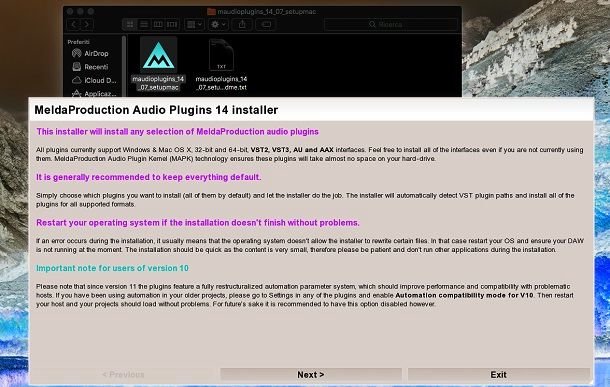 maudioplugins_14_07_setupmac
Ricerca
Preferiti
AirDrop
Recenti
iCloud D...
Applicaz...
TXT
maudioplugins_14
_07_setupmac
maudioplugins_14
_07_s...dme.txt
MeldaProduction Audio Plugins 14 installer
This installer will install any selection of MeldaProduction audio plugins
All plugins currently support Windows & Mac OS X, 32-bit and 64-bit, VST2, VST3, AU and AAX interfaces. Feel free to install all of the interfaces even if you are not currently using
them. MeldaProduction Audio Plugin Kernel (MAPK) technology ensures these plugins will take almost no space on your hard-drive.
It is generally recommended to keep everything default.
Simply choose which plugins you want to install (all of them by default) and let the installer do the job. The installer will automatically detect VST plugin paths and install all of the
plugins for all supported formats.
Restart your operating system if the installation doesn't finish without problems.
If an error occurs during the installation, it usually means that the operating system doesn't allow the installer to rewrite certain files. In that case restart your OS and ensure your DAW
is not running at the moment. The installation should be quick as the content is very small, therefore please be patient and don't run other applications during the installation.
Important note for users of version 10
Please note that since version 11 the plugins feature a fully restructuralized automation parameter system, which should improve performance and compatibility with problematic
hosts. If you have been using automation in your older projects, please go to Settings in any of the plugins and enable Automation compatibility mode for V10. Then restart
your host and your projects should load without problems. For future's sake it is recommended to have this option disabled however.
< Previous
Next >
Exit